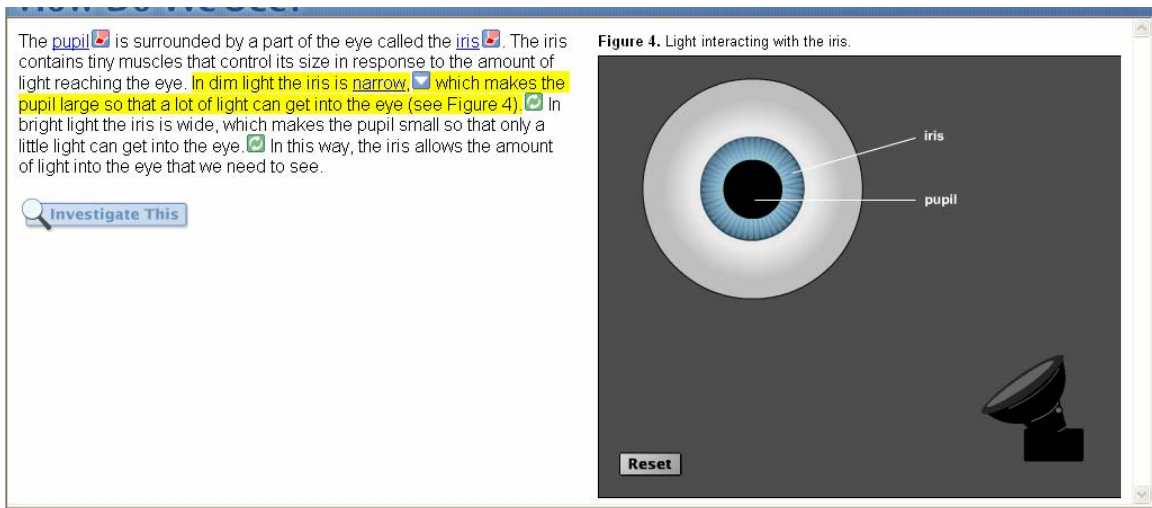 How Do We See?
The pupil is surrounded by a part of the eye called the iris. The iris
contains tiny muscles that control its size in response to the amount of
light reaching the eye. In dim light the iris is narrow, which makes the
pupil large so that a lot of light can get into the eye (see Figure 4). In
bright light the iris is wide, which makes the pupil small so that only a
little light can get into the eye. In this way, the iris allows the amount
of light into the eye that we need to see.
Investigate This
Figure 4. Light interacting with the iris.
iris
pupil
Reset